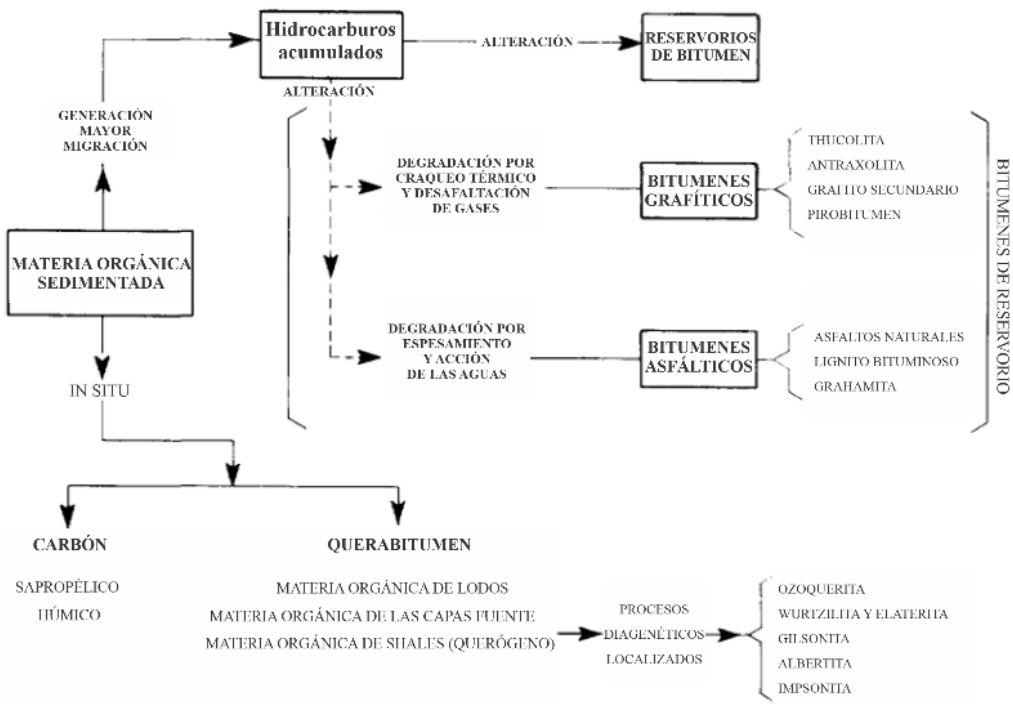 Hidrocarburos
acumulados
ALTERACIÓN
RESERVORIOS
DE BITUMEN
ALTERACIÓN
GENERACIÓN
MAYOR
MIGRACIÓN
DEGRADACIÓN POR
CRAQUEO TÉRMICO
Y DESAFALTACIÓN
DE GASES
BITUMENES
GRAFÍTICOS
THUCOLITA
ANTRAXOLITA
GRAFITO SECUNDARIO
PIROBITUMEN
BITUMENES DE RESERVORIO
MATERIA ORGÁNICA
SEDIMENTADA
DEGRADACIÓN POR
ESPESAMIENTO
Y ACCIÓN
DE LAS AGUAS
BITUMENES
ASFÁLTICOS
ASFALTOS NATURALES
LIGNITO BITUMINOSO
GRAHAMITA
IN SITU
CARBÓN
SAPROPÉLICO
HÚMICO
QUERABITUMEN
MATERIA ORGÁNICA DE LODOS
MATERIA ORGÁNICA DE LAS CAPAS FUENTE
MATERIA ORGÁNICA DE SHALES (QUERÓGENO)
PROCESOS
DIAGENÉTICOS
LOCALIZADOS
OZOQUERITA
WURTZILITA Y ELATERITA
GILSONITA
ALBERTITA
IMPSONITA